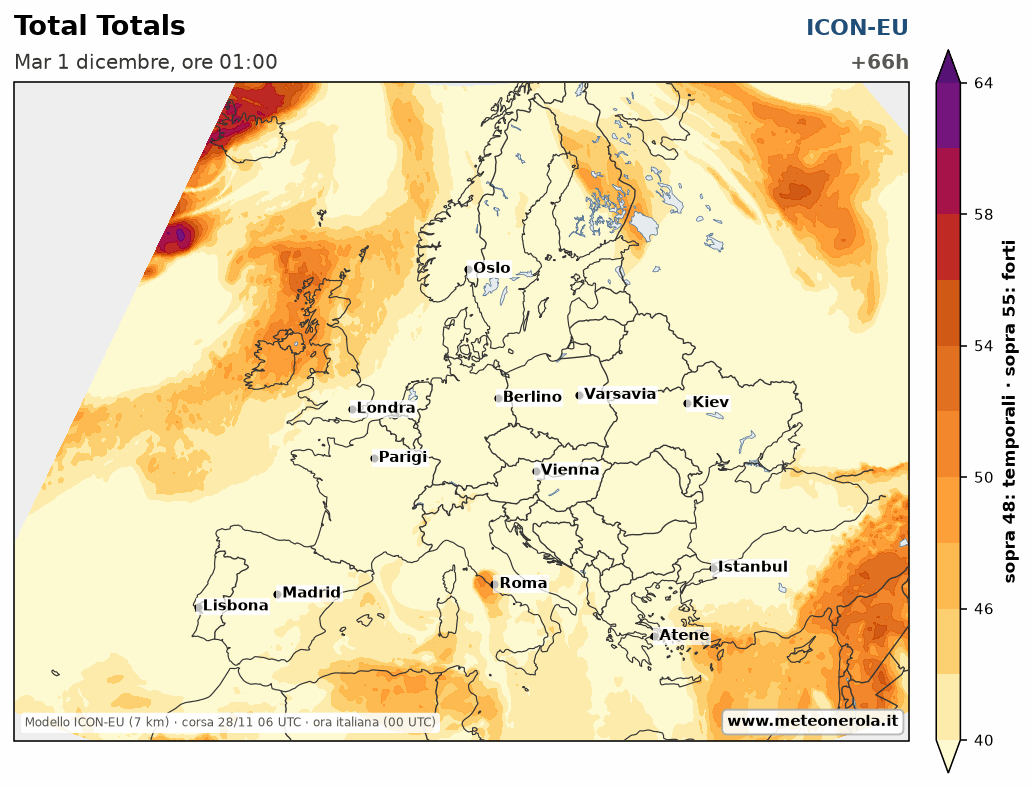 Total Totals
ICON-EU
Mar 1 dicembre, ore 01:00
+66h
64
58
54
50
46
40
sopra 48: temporali · sopra 55: forti
Oslo
Londra
Berlino
Varsavia
Kiev
Parigi
Vienna
Istanbul
Roma
Madrid
Lisbona
Atene
Modello ICON-EU (7 km) · corsa 28/11 06 UTC · ora italiana (00 UTC)
www.meteonerola.it